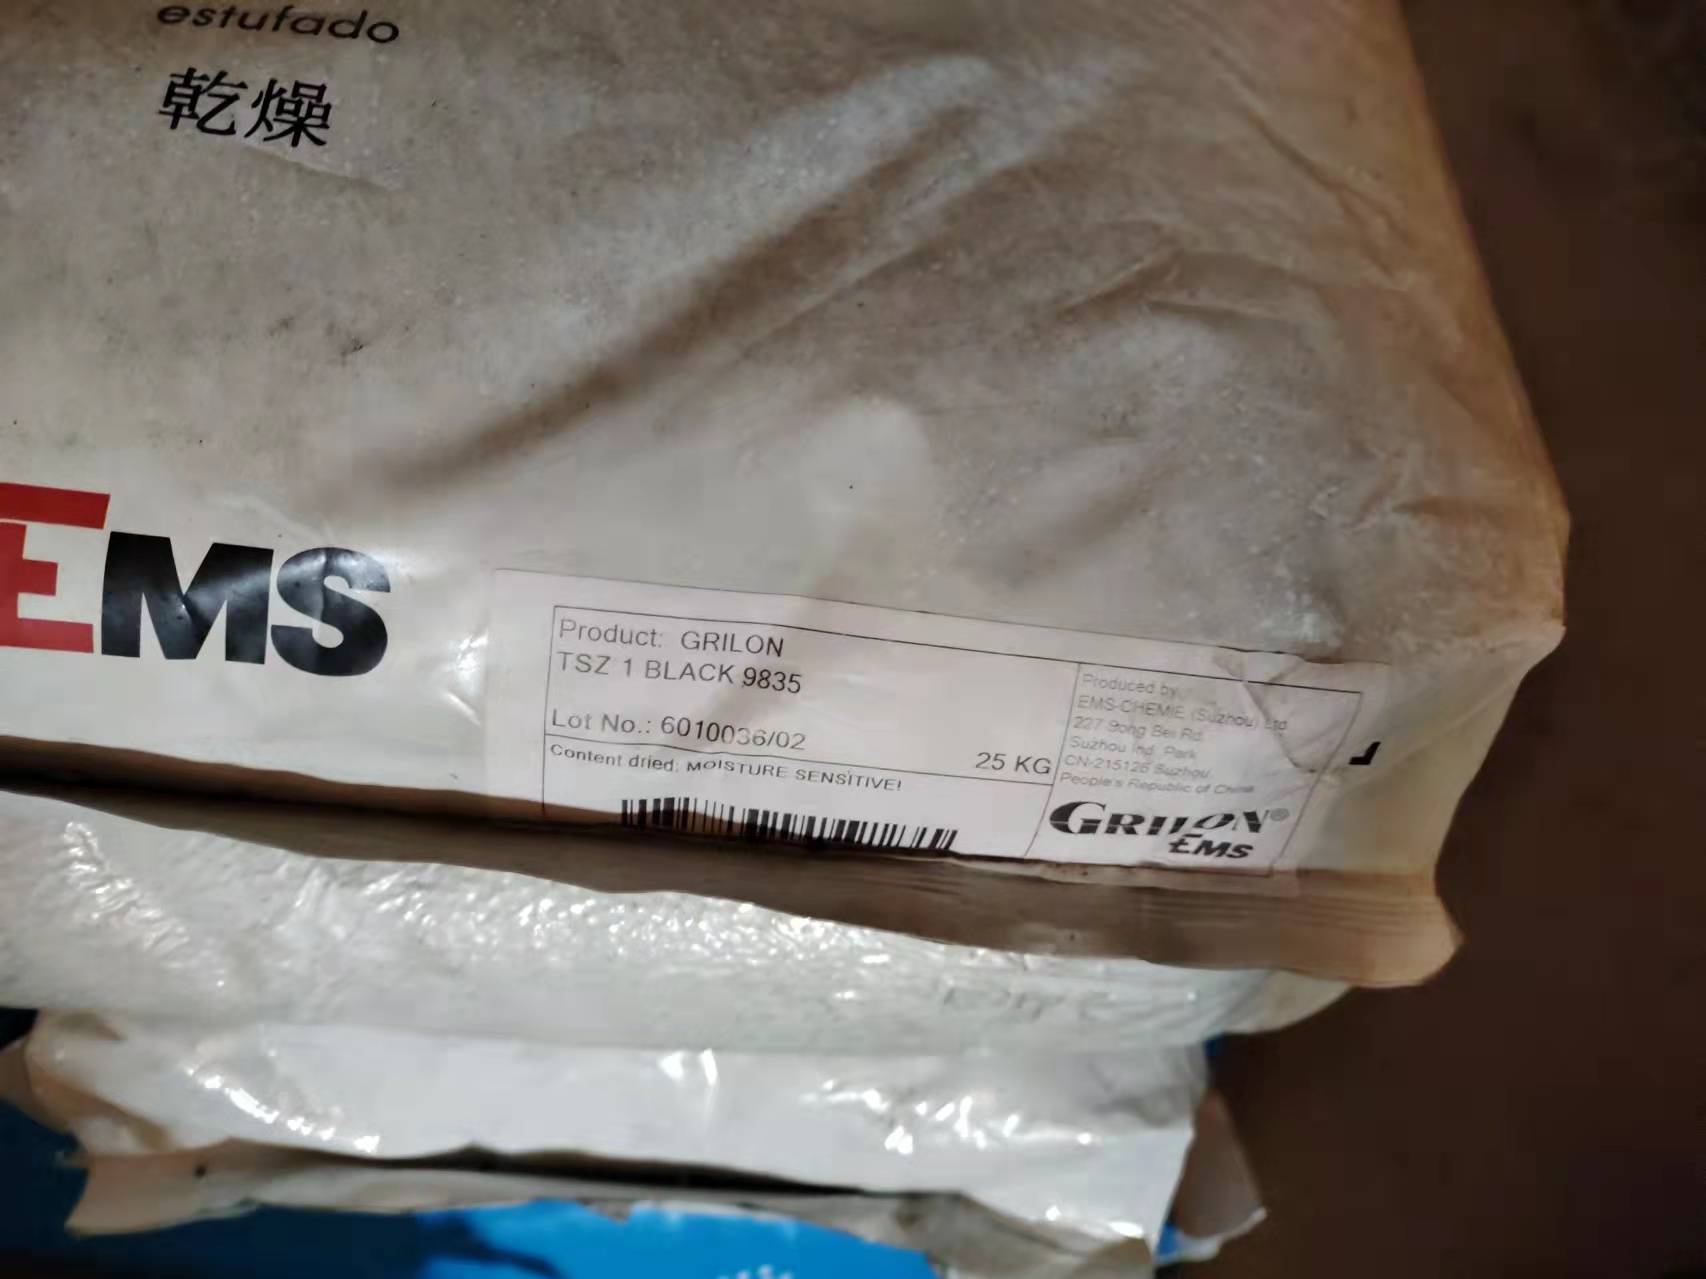 estufado
乾燥
EMS
Product: GRILON
TSZ 1 BLACK 9835
Lot No.: 6010036/02
25 KG
Content dried: MOISTURE SENSITIVE!
Produced by
EMS-CHEMIE (Suzhou) Ltd
227 Song Bei Rd.
Suzhou Ind. Park
CN-215126 Suzhou
People's Republic of China
GRILON®
EMS